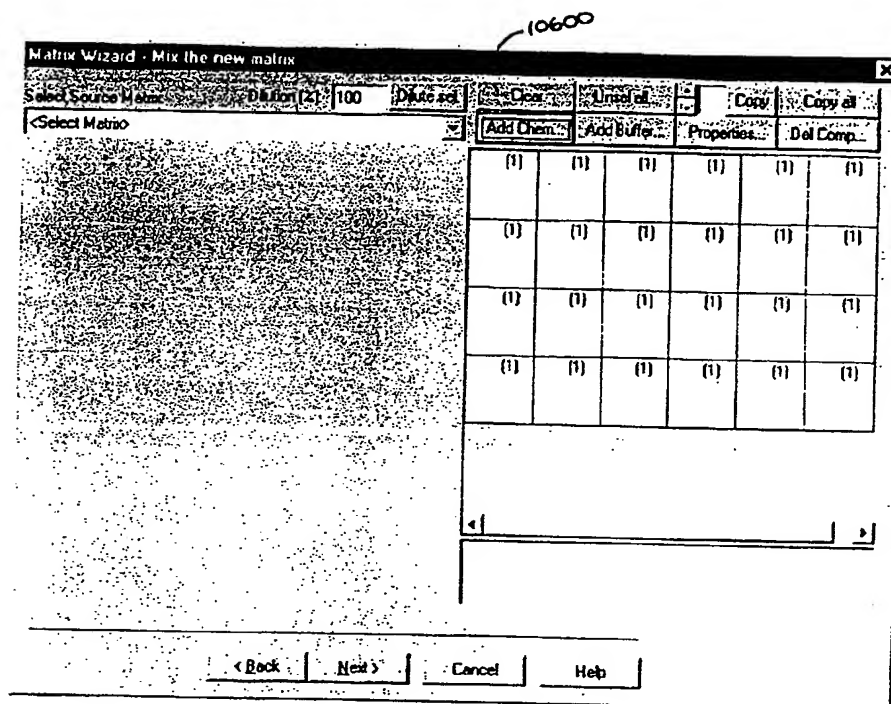 10600
Matrix Wizard - Mix the new matrix
Select Source Matrix Dilution [%] 100 Dilute sel Clear Unsel all Copy Copy all
<Select Matrix> Add Chem... Add Buffer... Properties... Del Comp...
{1} {1} {1} {1} {1} {1}
{1} {1} {1} {1} {1} {1}
{1} {1} {1} {1} {1} {1}
{1} {1} {1} {1} {1} {1}
< Back Next > Cancel Help